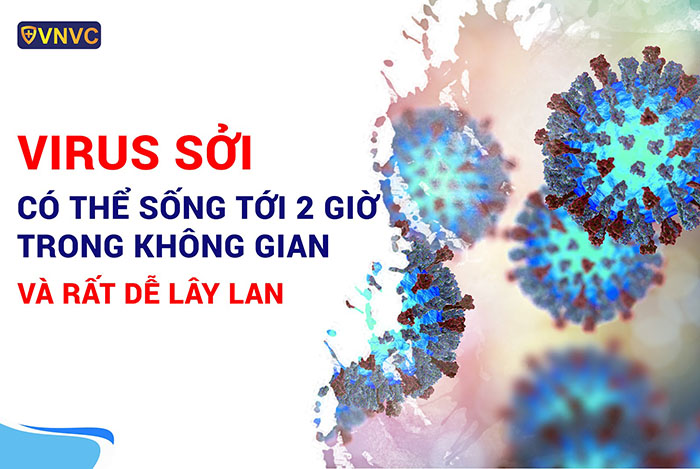 VNVC
VIRUS SỞI
CÓ THỂ SỐNG TỚI 2 GIỜ
TRONG KHÔNG GIAN
VÀ RẤT DỄ LÂY LAN